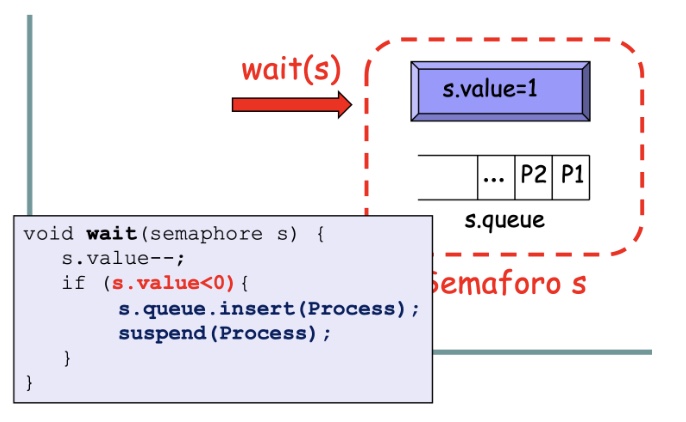 wait(s)
s.value=1
... P2 P1
s.queue
Semaforo s
void wait(semaphore s) {
s.value--;
if (s.value<0){
s.queue.insert(Process);
suspend(Process);
}
}